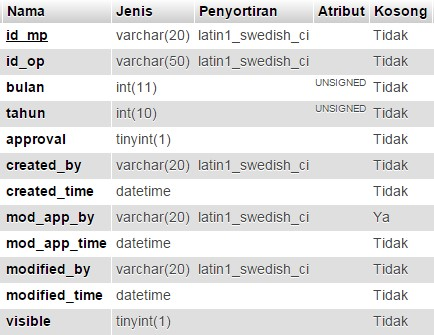 Nama Jenis Penyortiran Atribut Kosong
id_mp varchar(20) latin1_swedish_ci Tidak
id_op varchar(50) latin1_swedish_ci Tidak
bulan int(11) UNSIGNED Tidak
tahun int(10) UNSIGNED Tidak
approval tinyint(1) Tidak
created_by varchar(20) latin1_swedish_ci Tidak
created_time datetime Tidak
mod_app_by varchar(20) latin1_swedish_ci Ya
mod_app_time datetime Tidak
modified_by varchar(20) latin1_swedish_ci Tidak
modified_time datetime Tidak
visible tinyint(1) Tidak